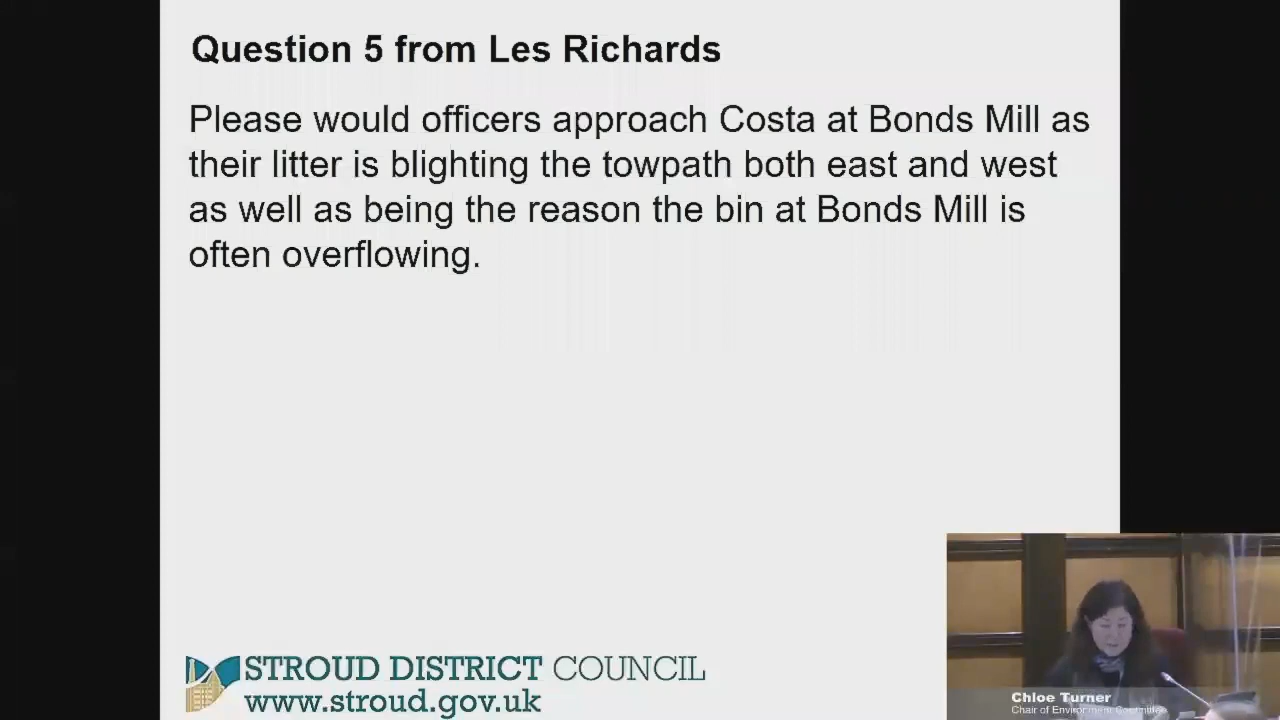 Question 5 from Les Richards
Please would officers approach Costa at Bonds Mill as
their litter is blighting the towpath both east and west
as well as being the reason the bin at Bonds Mill is
often overflowing.
STROUD DISTRICT COUNCIL
www.stroud.gov.uk
Chloe Turner
Chair of Environment Committee